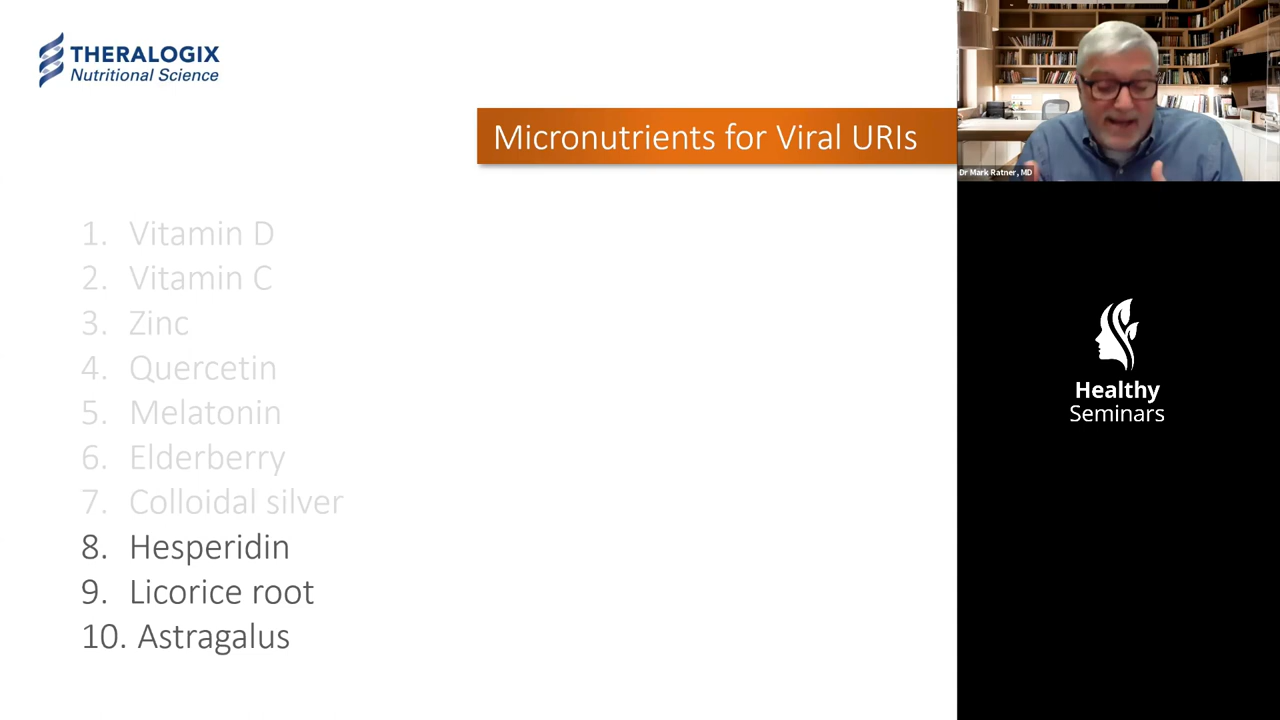 THERALOGIX
Nutritional Science
Micronutrients for Viral URIs
Dr Mark Ratner, MD
1. Vitamin D
2. Vitamin C
3. Zinc
4. Quercetin
5. Melatonin
6. Elderberry
7. Colloidal silver
8. Hesperidin
9. Licorice root
10. Astragalus
Healthy
Seminars